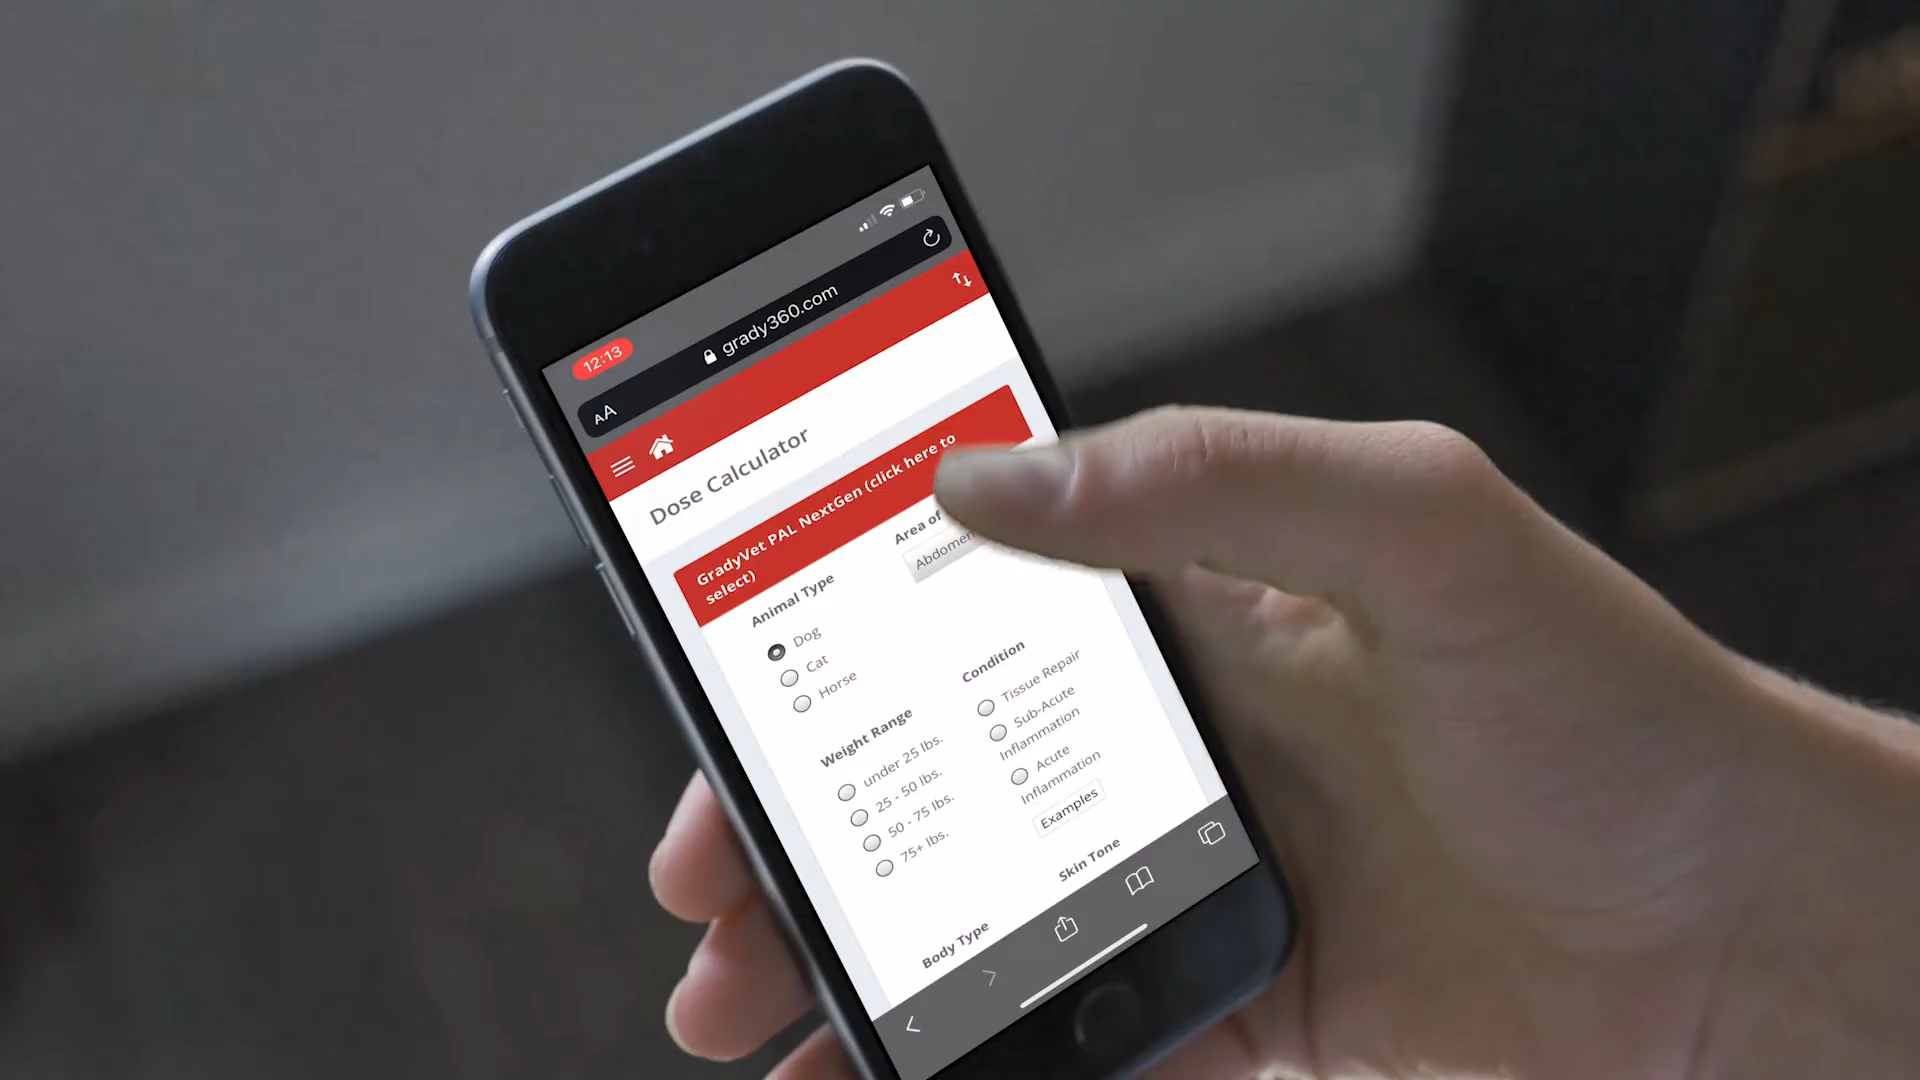 12:13
AA
grady360.com
Dose Calculator
GradyVet PAL NextGen (click here to
select)
Animal Type
Dog
Cat
Horse
Area of
Abdomen
Weight Range
under 25 lbs.
25 - 50 lbs.
50 - 75 lbs.
75+ lbs.
Condition
Tissue Repair
Sub-Acute
Inflammation
Acute
Inflammation
Examples
Body Type
Skin Tone